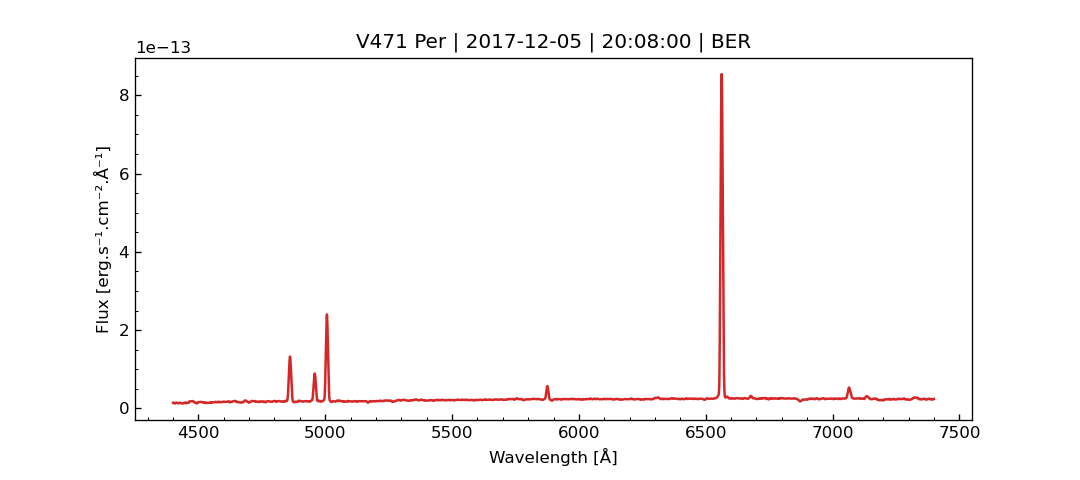 V471 Per | 2017-12-05 | 20:08:00 | BER
1e−13
8
6
4
2
0
Flux [erg.s⁻¹.cm⁻².Å⁻¹]
4500 5000 5500 6000 6500 7000 7500
Wavelength [Å]